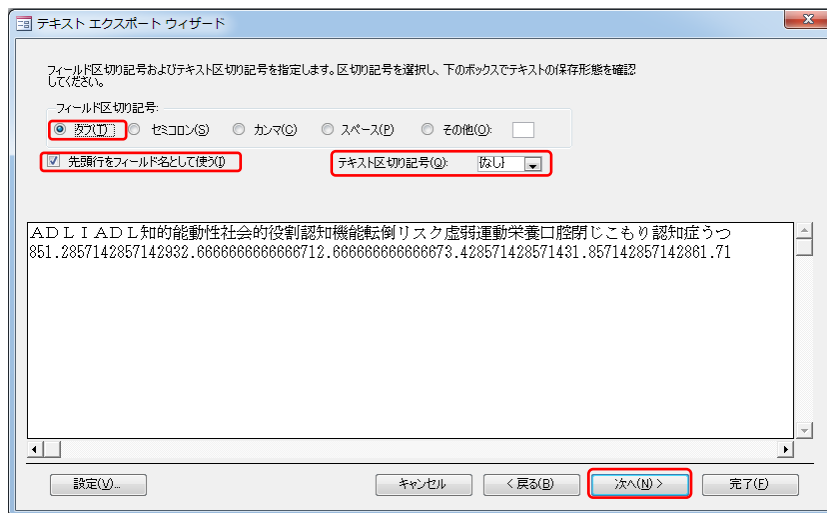 テキスト エクスポート ウィザード
フィールド区切り記号およびテキスト区切り記号を指定します。区切り記号を選択し、下のボックスでテキストの保存形態を確認
してください。
フィールド区切り記号:
タブ(T) セミコロン(S) カンマ(C) スペース(P) その他(O):
先頭行をフィールド名として使う(I) テキスト区切り記号(Q): {なし}
ＡＤＬＩＡＤＬ知的能動性社会的役割認知機能転倒リスク虚弱運動栄養口腔閉じこもり認知症うつ
851.2857142857142932.6666666666666712.666666666666673.428571428571431.857142857142861.71
設定(V)... キャンセル < 戻る(B) 次へ(N) > 完了(F)